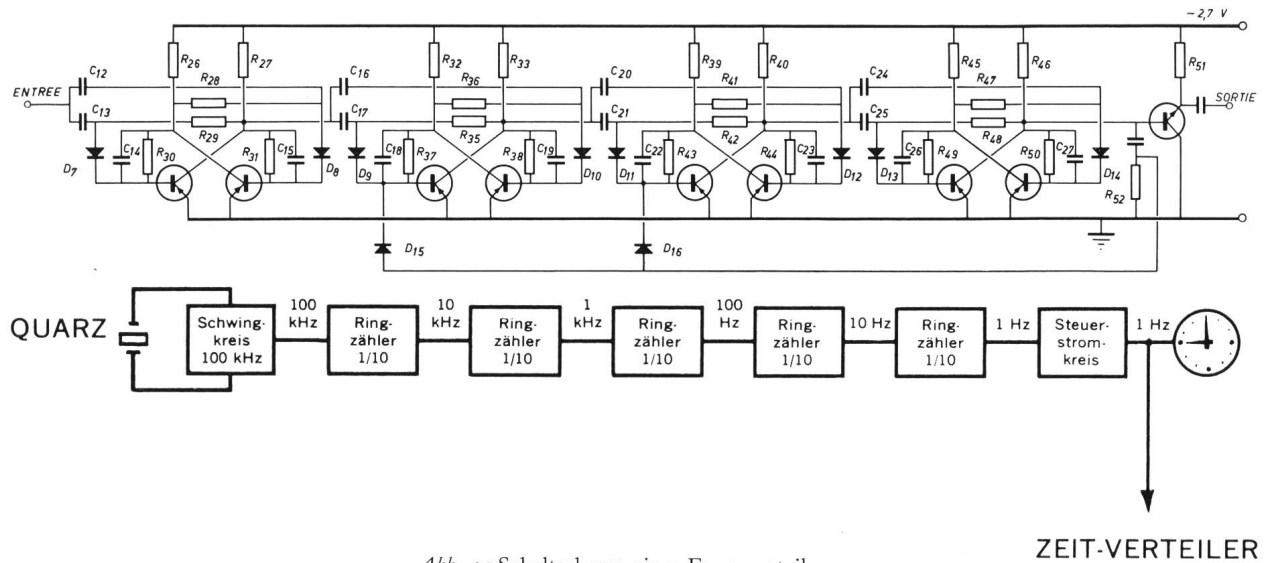 – 2,7 V
R26
R27
R32
R33
R39
R40
R45
R46
R51
C12
R28
C16
R36
C20
R41
C24
R47
ENTREE
SORTIE
C13
R29
C17
R35
C21
R42
C25
R48
D7
C14
R30
R31
C15
D8
D9
C18
R37
R38
C19
D10
D11
C22
R43
R44
C23
D12
D13
C26
R49
R50
C27
D14
R52
D15
D16
QUARZ
Schwing-
kreis
100 kHz
100
kHz
Ring-
zähler
1/10
10
kHz
Ring-
zähler
1/10
1
kHz
Ring-
zähler
1/10
100
Hz
Ring-
zähler
1/10
10 Hz
Ring-
zähler
1/10
1 Hz
Steuer-
strom-
kreis
1 Hz
ZEIT-VERTEILER